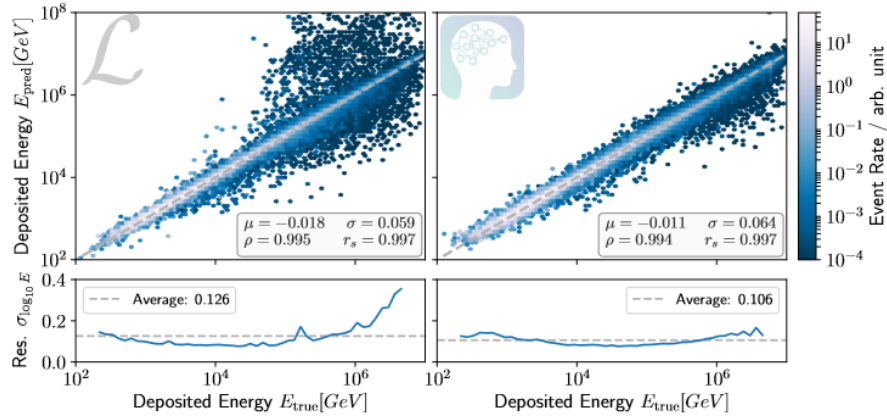 ℒ
Deposited Energy E_pred[GeV]
10^8
10^6
10^4
10^2
μ = −0.018 σ = 0.059
ρ = 0.995 r_s = 0.997
μ = −0.011 σ = 0.064
ρ = 0.994 r_s = 0.997
10^1
10^0
10^−1
10^−2
10^−3
10^−4
Event Rate / arb. unit
Res. σ_log10 E
0.4
0.2
0.0
Average: 0.126
Average: 0.106
10^2 10^4 10^6
10^2 10^4 10^6
Deposited Energy E_true[GeV]
Deposited Energy E_true[GeV]